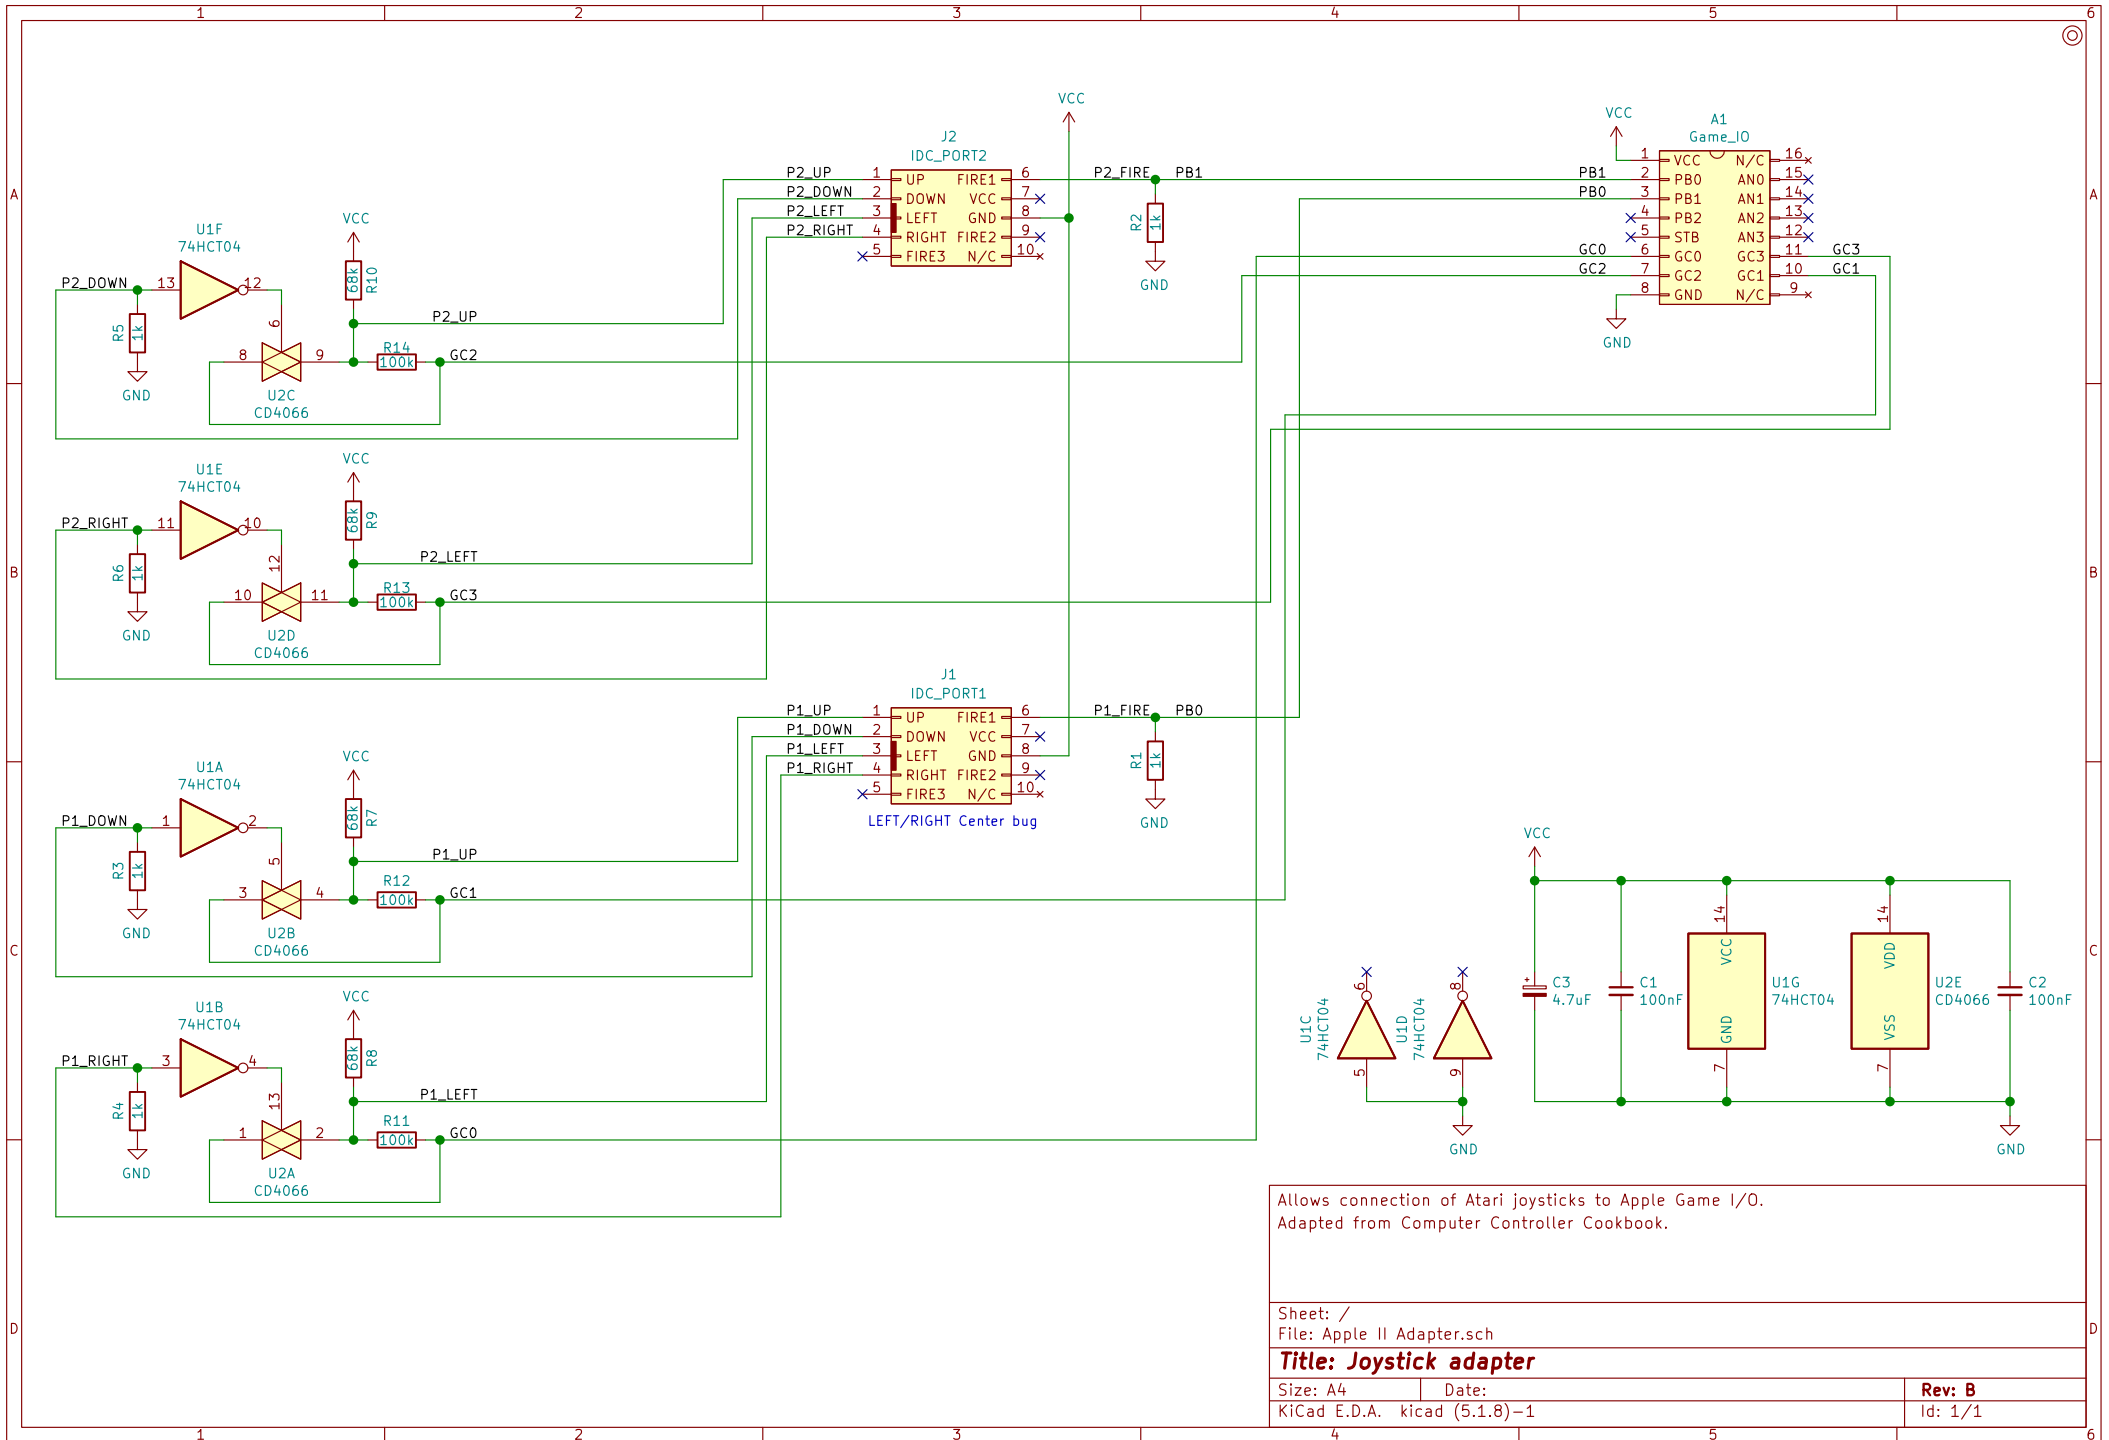 1 2 3 4 5 6
A
B
C
D
A
B
C
D
1 2 3 4 5 6
U1F
74HCT04
P2_DOWN
13
12
R5
1k
GND
VCC
68k
R10
6
8
9
U2C
CD4066
P2_UP
R14
100k
GC2
U1E
74HCT04
P2_RIGHT
11
10
R6
1k
GND
VCC
68k
R9
12
10
11
U2D
CD4066
P2_LEFT
R13
100k
GC3
U1A
74HCT04
P1_DOWN
1
2
R3
1k
GND
VCC
68k
R7
5
3
4
U2B
CD4066
P1_UP
R12
100k
GC1
U1B
74HCT04
P1_RIGHT
3
4
R4
1k
GND
VCC
68k
R8
13
1
2
U2A
CD4066
P1_LEFT
R11
100k
GC0
J2
IDC_PORT2
P2_UP 1 UP FIRE1 6 P2_FIRE PB1
P2_DOWN 2 DOWN VCC 7
P2_LEFT 3 LEFT GND 8
P2_RIGHT 4 RIGHT FIRE2 9
5 FIRE3 N/C 10
VCC
R2
1k
GND
J1
IDC_PORT1
P1_UP 1 UP FIRE1 6 P1_FIRE PB0
P1_DOWN 2 DOWN VCC 7
P1_LEFT 3 LEFT GND 8
P1_RIGHT 4 RIGHT FIRE2 9
5 FIRE3 N/C 10
LEFT/RIGHT Center bug
R1
1k
GND
A1
Game_IO
VCC
1 VCC N/C 16
PB1 2 PB0 AN0 15
PB0 3 PB1 AN1 14
4 PB2 AN2 13
5 STB AN3 12
GC0 6 GC0 GC3 11 GC3
GC2 7 GC2 GC1 10 GC1
8 GND N/C 9
GND
U1C
74HCT04
6
5
U1D
74HCT04
8
9
GND
VCC
+
C3
4.7uF
C1
100nF
14
VCC
GND
7
U1G
74HCT04
14
VDD
VSS
7
U2E
CD4066
C2
100nF
GND
Allows connection of Atari joysticks to Apple Game I/O.
Adapted from Computer Controller Cookbook.
Sheet: /
File: Apple II Adapter.sch
Title: Joystick adapter
Size: A4 Date: Rev: B
KiCad E.D.A. kicad (5.1.8)-1 Id: 1/1